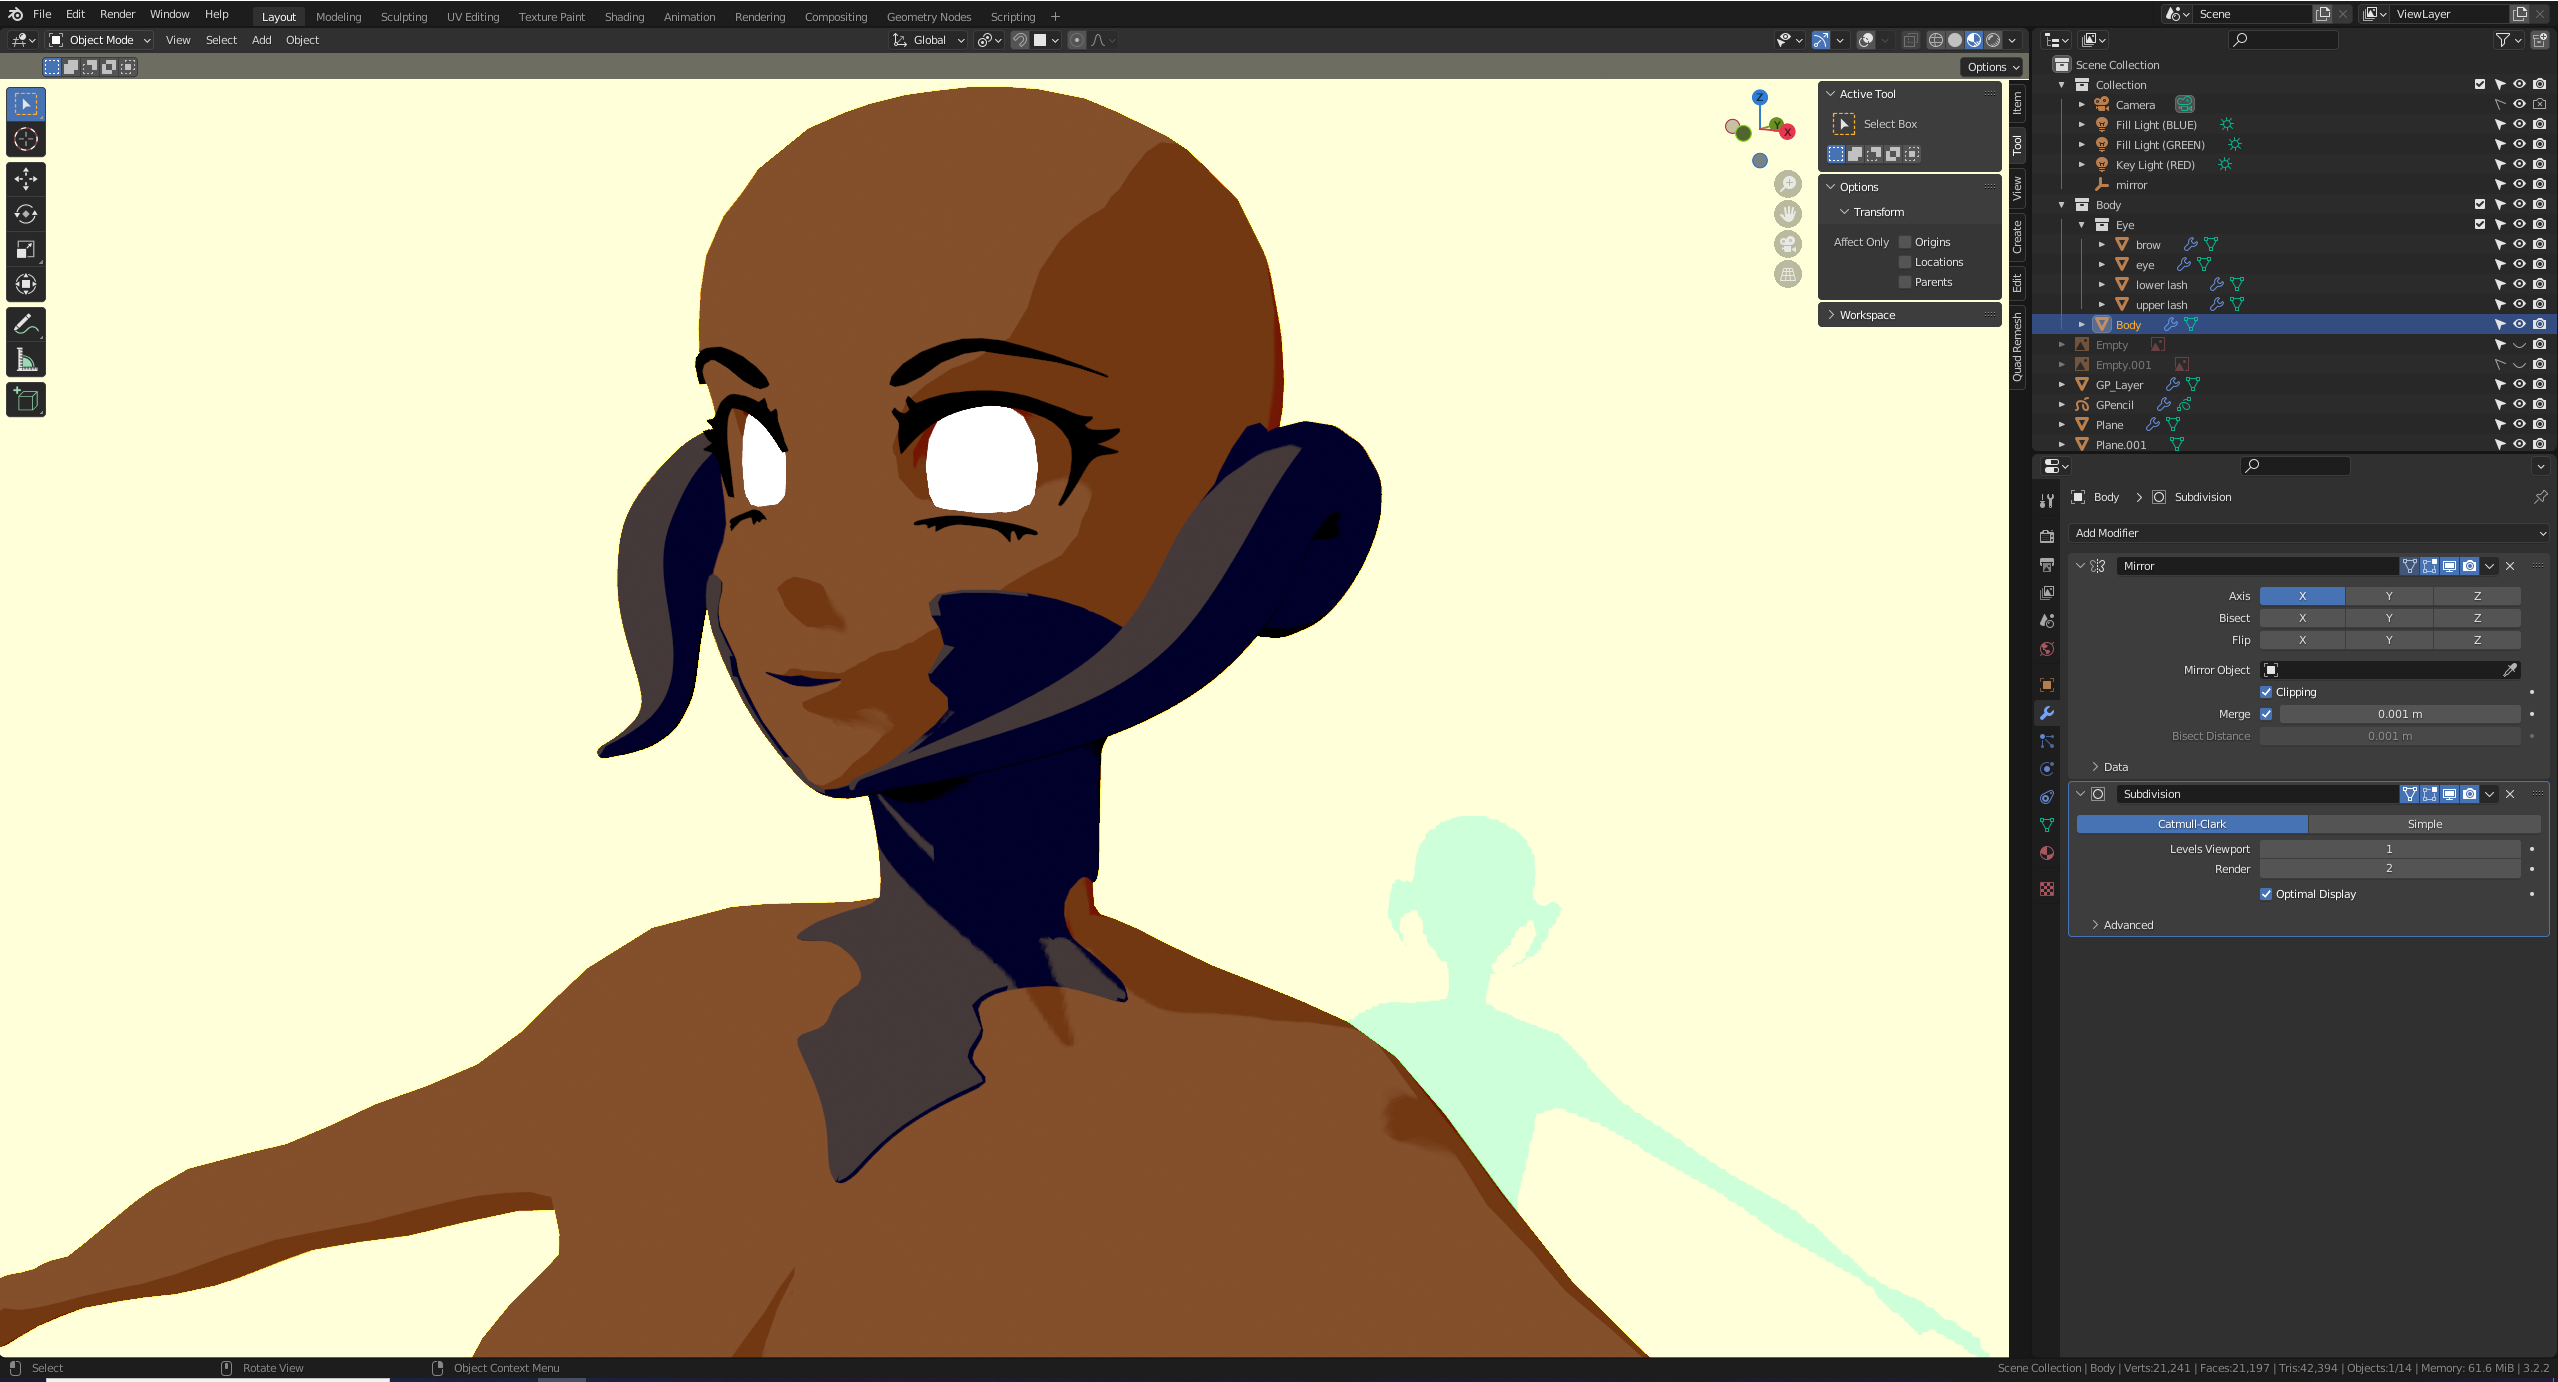 File Edit Render Window Help Layout Modeling Sculpting UV Editing Texture Paint Shading Animation Rendering Compositing Geometry Nodes Scripting + Scene ViewLayer
Object Mode View Select Add Object Global
Options
Active Tool
Select Box
Options
Transform
Affect Only Origins
Locations
Parents
Workspace
Item
Tool
View
Create
Edit
Quad Remesh
Z
Y
X
Scene Collection
Collection
Camera
Fill Light (BLUE)
Fill Light (GREEN)
Key Light (RED)
mirror
Body
Eye
brow
eye
lower lash
upper lash
Body
Empty
Empty.001
GP_Layer
GPencil
Plane
Plane.001
Body Subdivision
Add Modifier
Mirror
Axis X Y Z
Bisect X Y Z
Flip X Y Z
Mirror Object
Clipping
Merge 0.001 m
Bisect Distance 0.001 m
Data
Subdivision
Catmull-Clark Simple
Levels Viewport 1
Render 2
Optimal Display
Advanced
Select Rotate View Object Context Menu Scene Collection | Body | Verts:21,241 | Faces:21,197 | Tris:42,394 | Objects:1/14 | Memory: 61.6 MiB | 3.2.2